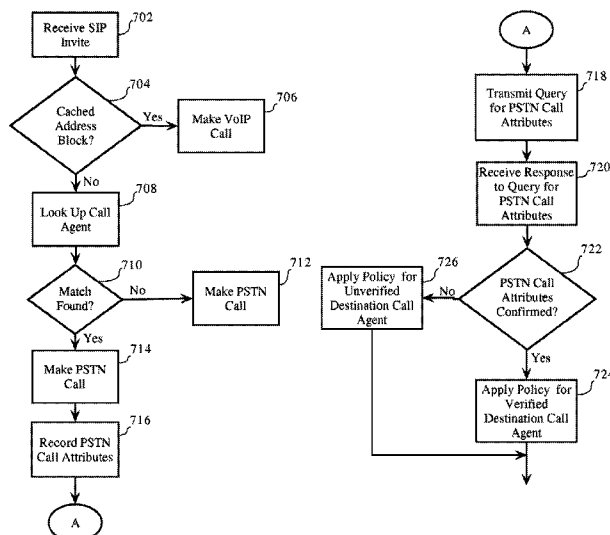 702
Receive SIP
Invite
704
Cached
Address
Block?
Yes
706
Make VoIP
Call
No
708
Look Up Call
Agent
710
Match
Found?
No
712
Make PSTN
Call
Yes
714
Make PSTN
Call
716
Record PSTN
Call Attributes
A
A
718
Transmit Query
for PSTN Call
Attributes
720
Receive Response
to Query for
PSTN Call
Attributes
722
PSTN Call
Attributes
Confirmed?
No
726
Apply Policy for
Unverified
Destination Call
Agent
Yes
724
Apply Policy for
Verified
Destination Call
Agent